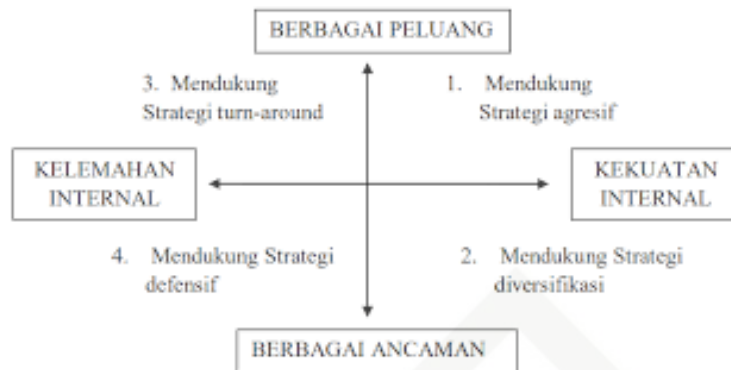 BERBAGAI PELUANG
3. Mendukung
Strategi turn-around
1. Mendukung
Strategi agresif
KELEMAHAN
INTERNAL
KEKUATAN
INTERNAL
4. Mendukung Strategi
defensif
2. Mendukung Strategi
diversifikasi
BERBAGAI ANCAMAN